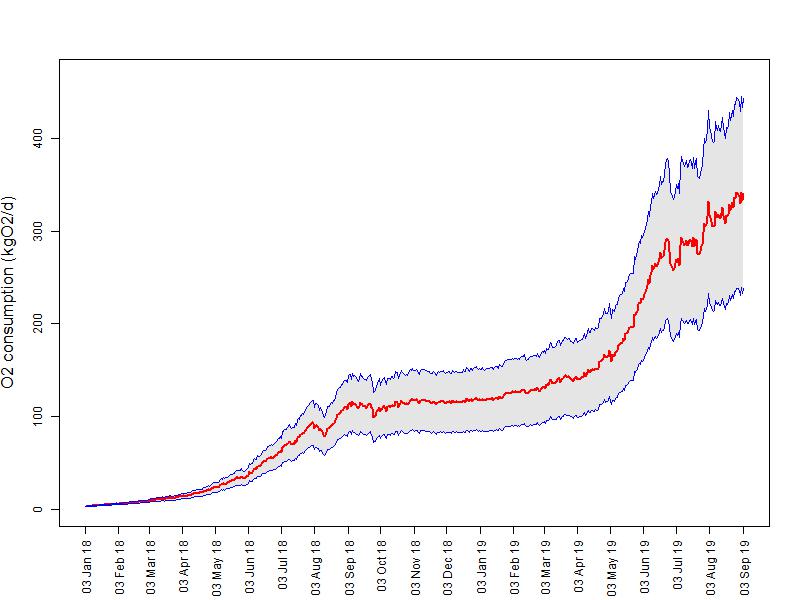 O2 consumption (kgO2/d)
400
300
200
100
0
03 Jan 18
03 Feb 18
03 Mar 18
03 Apr 18
03 May 18
03 Jun 18
03 Jul 18
03 Aug 18
03 Sep 18
03 Oct 18
03 Nov 18
03 Dec 18
03 Jan 19
03 Feb 19
03 Mar 19
03 Apr 19
03 May 19
03 Jun 19
03 Jul 19
03 Aug 19
03 Sep 19